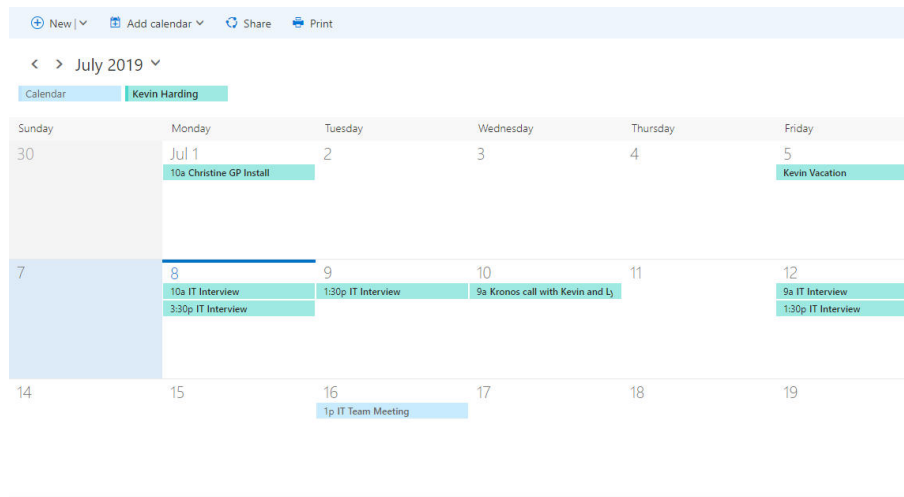 New Add calendar Share Print
July 2019
Calendar Kevin Harding
Sunday Monday Tuesday Wednesday Thursday Friday
30 Jul 1 2 3 4 5
10a Christine GP Install Kevin Vacation
7 8 9 10 11 12
10a IT Interview 1:30p IT Interview 9a Kronos call with Kevin and Ly 9a IT Interview
3:30p IT Interview 1:30p IT Interview
14 15 16 17 18 19
1p IT Team Meeting